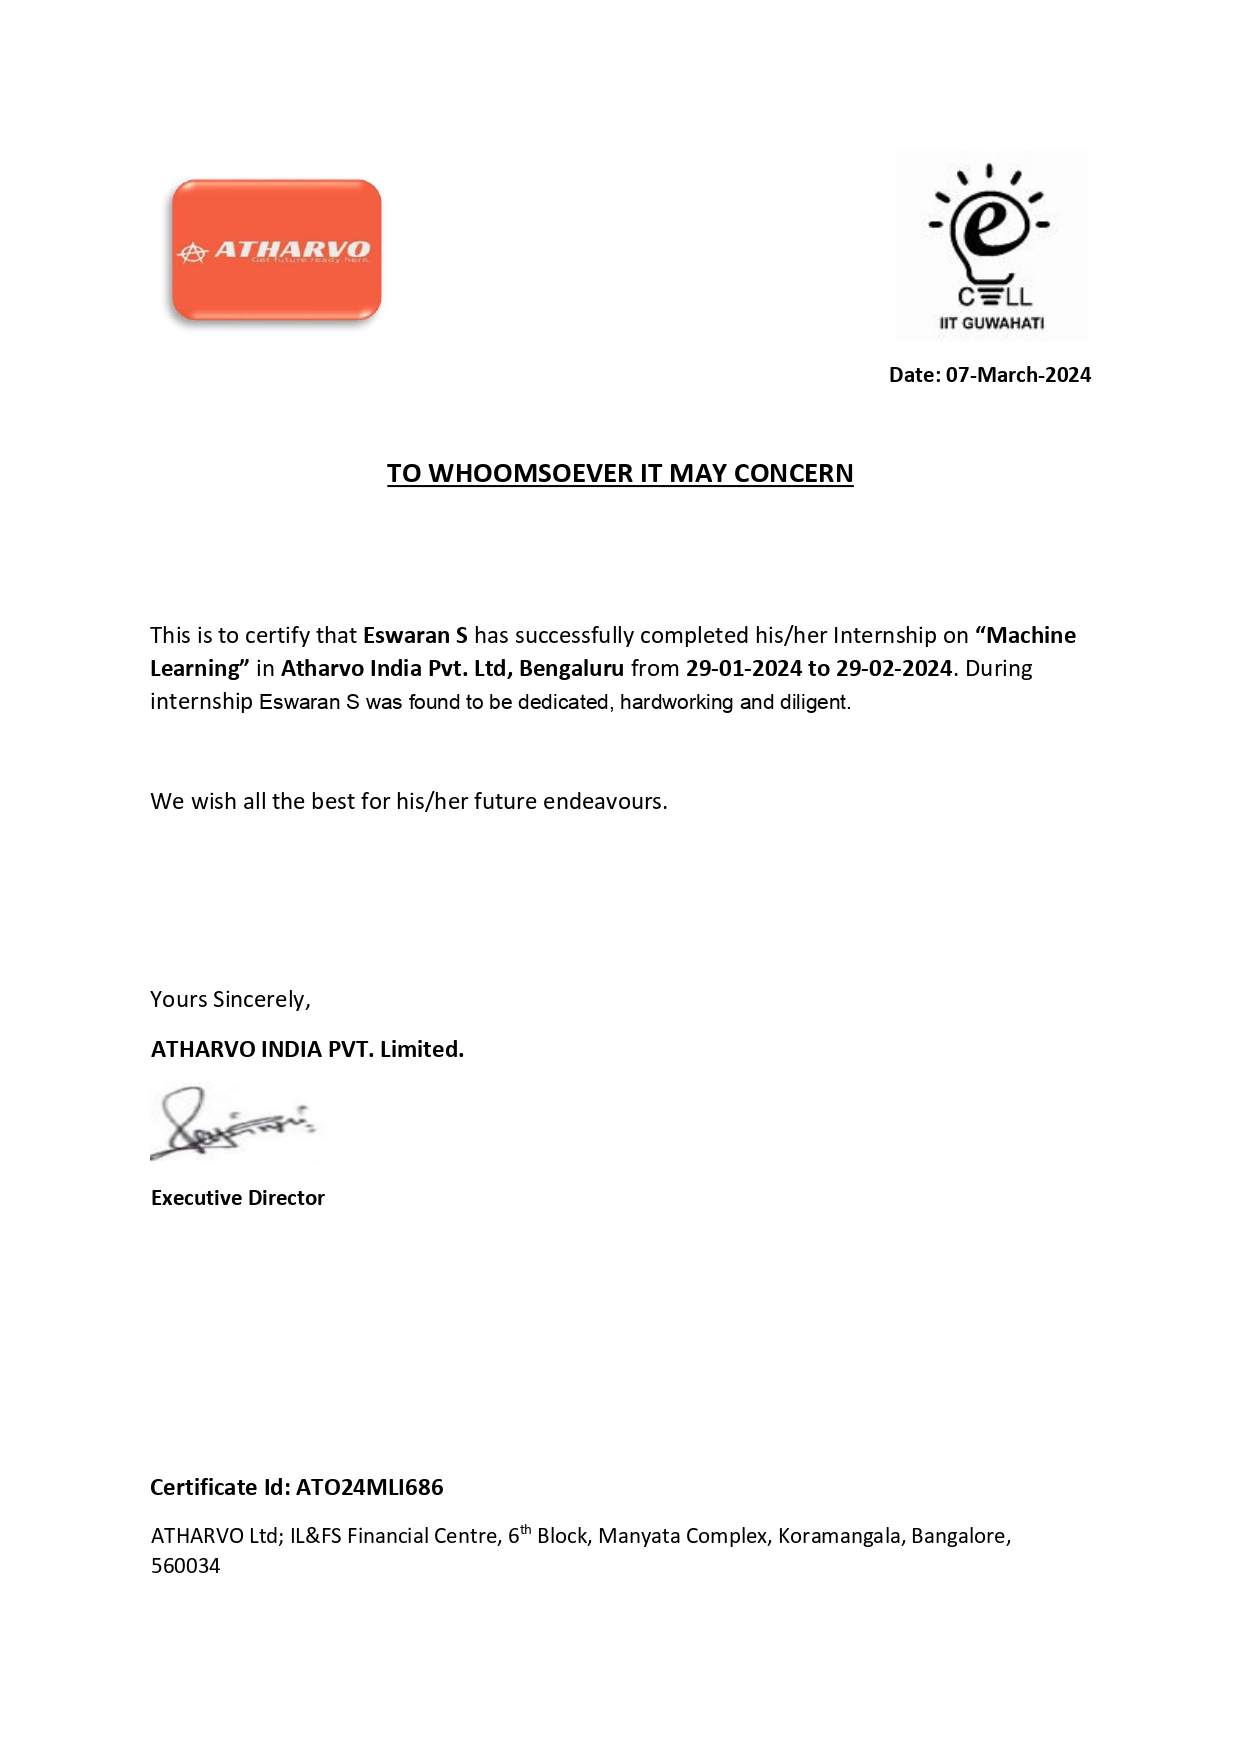 ATHARVO
Get future ready here.
e
CELL
IIT GUWAHATI
Date: 07-March-2024
TO WHOOMSOEVER IT MAY CONCERN
This is to certify that Eswaran S has successfully completed his/her Internship on “Machine
Learning” in Atharvo India Pvt. Ltd, Bengaluru from 29-01-2024 to 29-02-2024. During
internship Eswaran S was found to be dedicated, hardworking and diligent.
We wish all the best for his/her future endeavours.
Yours Sincerely,
ATHARVO INDIA PVT. Limited.
Executive Director
Certificate Id: ATO24MLI686
ATHARVO Ltd; IL&FS Financial Centre, 6th Block, Manyata Complex, Koramangala, Bangalore,
560034